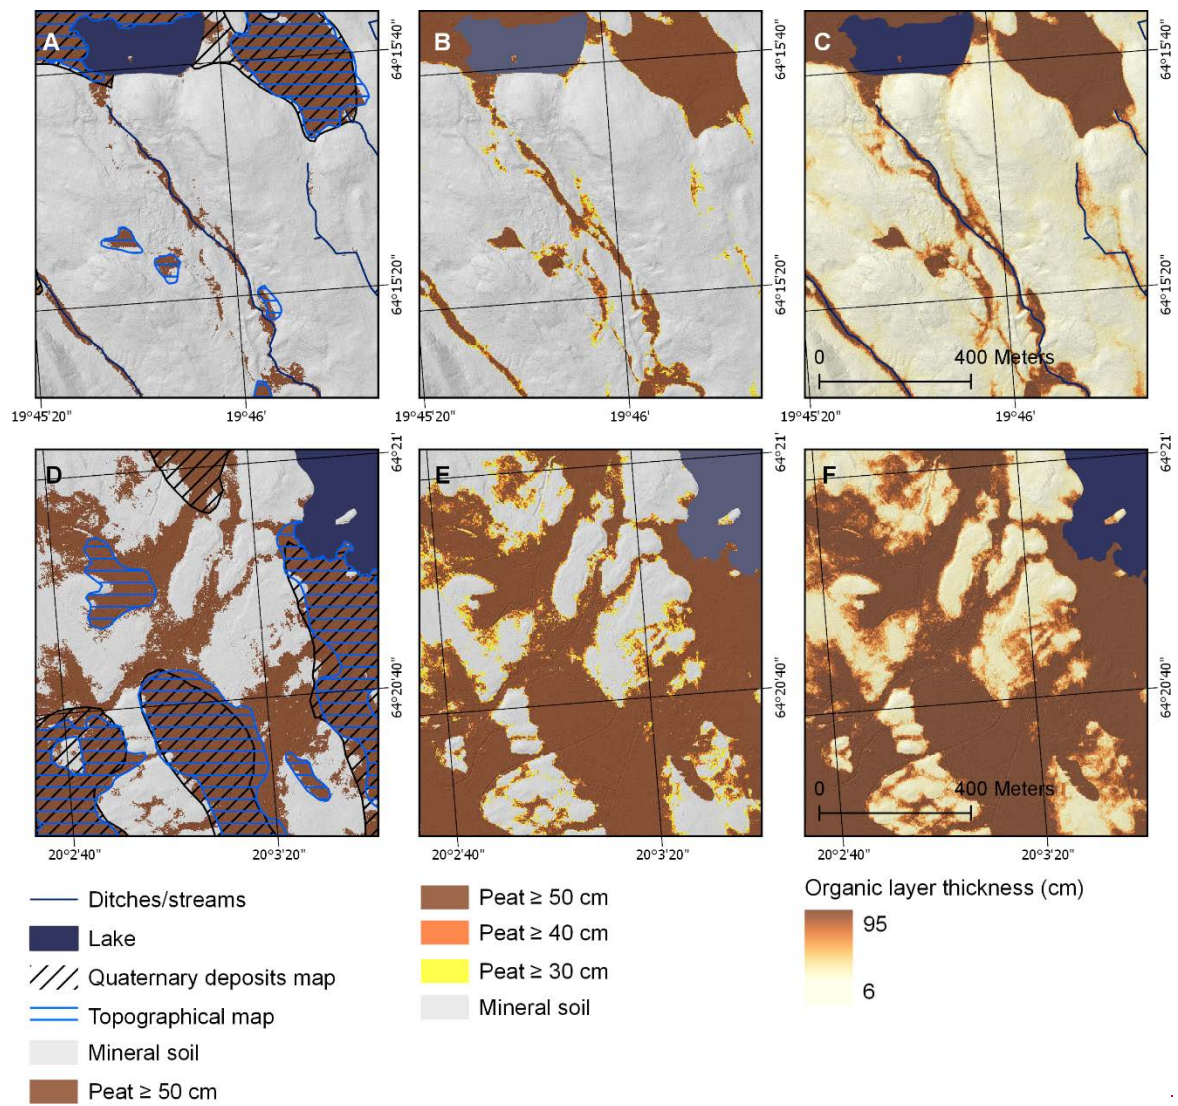 A
B
C
64°15'40"
64°15'40"
64°15'40"
64°15'20"
64°15'20"
64°15'20"
0
400 Meters
19°45'20"
19°46'
19°45'20"
19°46'
19°45'20"
19°46'
D
E
F
64°21'
64°21'
64°21'
64°20'40"
64°20'40"
64°20'40"
0
400 Meters
20°2'40"
20°3'20"
20°2'40"
20°3'20"
20°2'40"
20°3'20"
Ditches/streams
Lake
Quaternary deposits map
Topographical map
Mineral soil
Peat ≥ 50 cm
Peat ≥ 50 cm
Peat ≥ 40 cm
Peat ≥ 30 cm
Mineral soil
Organic layer thickness (cm)
95
6